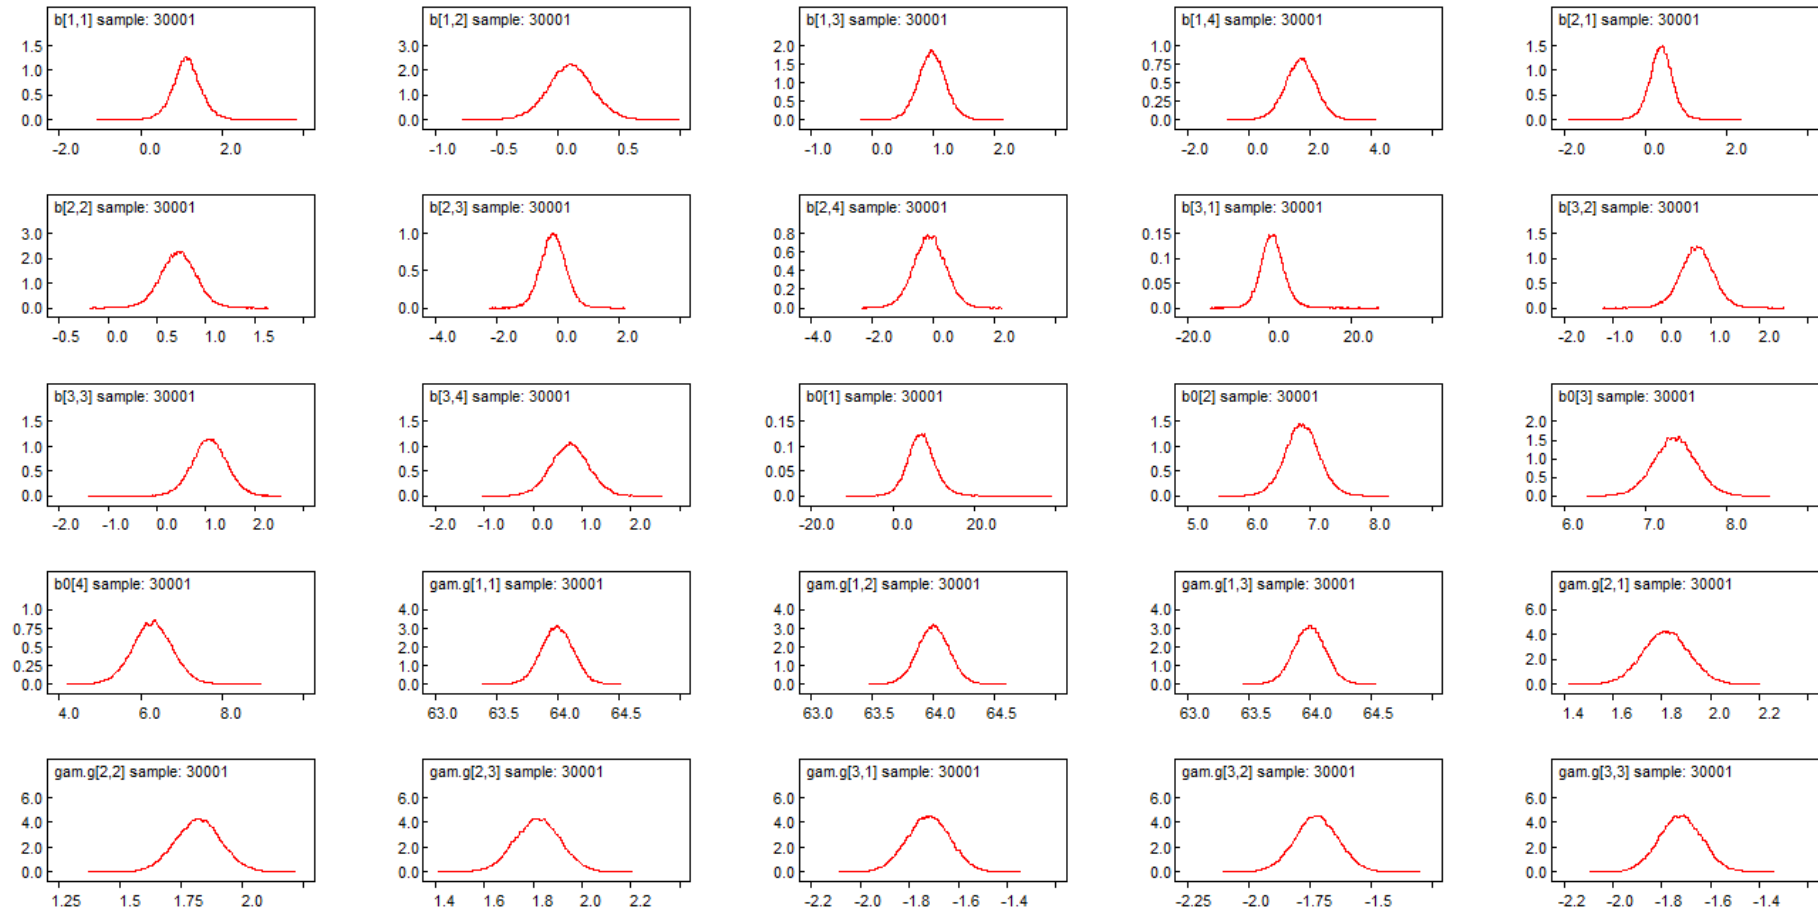 b[1,1] sample: 30001
1.5
1.0
0.5
0.0
-2.0 0.0 2.0
b[1,2] sample: 30001
3.0
2.0
1.0
0.0
-1.0 -0.5 0.0 0.5
b[1,3] sample: 30001
2.0
1.5
1.0
0.5
0.0
-1.0 0.0 1.0 2.0
b[1,4] sample: 30001
1.0
0.75
0.5
0.25
0.0
-2.0 0.0 2.0 4.0
b[2,1] sample: 30001
1.5
1.0
0.5
0.0
-2.0 0.0 2.0
b[2,2] sample: 30001
3.0
2.0
1.0
0.0
-0.5 0.0 0.5 1.0 1.5
b[2,3] sample: 30001
1.0
0.5
0.0
-2.0 0.0 2.0
b[2,4] sample: 30001
0.8
0.6
0.4
0.2
0.0
-4.0 -2.0 0.0 2.0
b[3,1] sample: 30001
0.15
0.1
0.05
0.0
-20.0 0.0 20.0
b[3,2] sample: 30001
1.5
1.0
0.5
0.0
-2.0 -1.0 0.0 1.0 2.0
b[3,3] sample: 30001
1.5
1.0
0.5
0.0
-2.0 -1.0 0.0 1.0 2.0
b[3,4] sample: 30001
1.5
1.0
0.5
0.0
-2.0 -1.0 0.0 1.0 2.0
b0[1] sample: 30001
0.15
0.1
0.05
0.0
-20.0 0.0 20.0
b0[2] sample: 30001
1.5
1.0
0.5
0.0
5.0 6.0 7.0 8.0
b0[3] sample: 30001
2.0
1.5
1.0
0.5
0.0
6.0 7.0 8.0
b0[4] sample: 30001
1.0
0.75
0.5
0.25
0.0
4.0 6.0 8.0
gam.g[1,1] sample: 30001
4.0
3.0
2.0
1.0
0.0
63.0 63.5 64.0 64.5
gam.g[1,2] sample: 30001
4.0
3.0
2.0
1.0
0.0
63.0 63.5 64.0 64.5
gam.g[1,3] sample: 30001
4.0
3.0
2.0
1.0
0.0
63.0 63.5 64.0 64.5
gam.g[2,1] sample: 30001
6.0
4.0
2.0
0.0
1.4 1.6 1.8 2.0 2.2
gam.g[2,2] sample: 30001
6.0
4.0
2.0
0.0
1.25 1.5 1.75 2.0
gam.g[2,3] sample: 30001
6.0
4.0
2.0
0.0
1.4 1.6 1.8 2.0 2.2
gam.g[3,1] sample: 30001
6.0
4.0
2.0
0.0
-2.2 -2.0 -1.8 -1.6 -1.4
gam.g[3,2] sample: 30001
6.0
4.0
2.0
0.0
-2.25 -2.0 -1.75 -1.5
gam.g[3,3] sample: 30001
6.0
4.0
2.0
0.0
-2.2 -2.0 -1.8 -1.6 -1.4